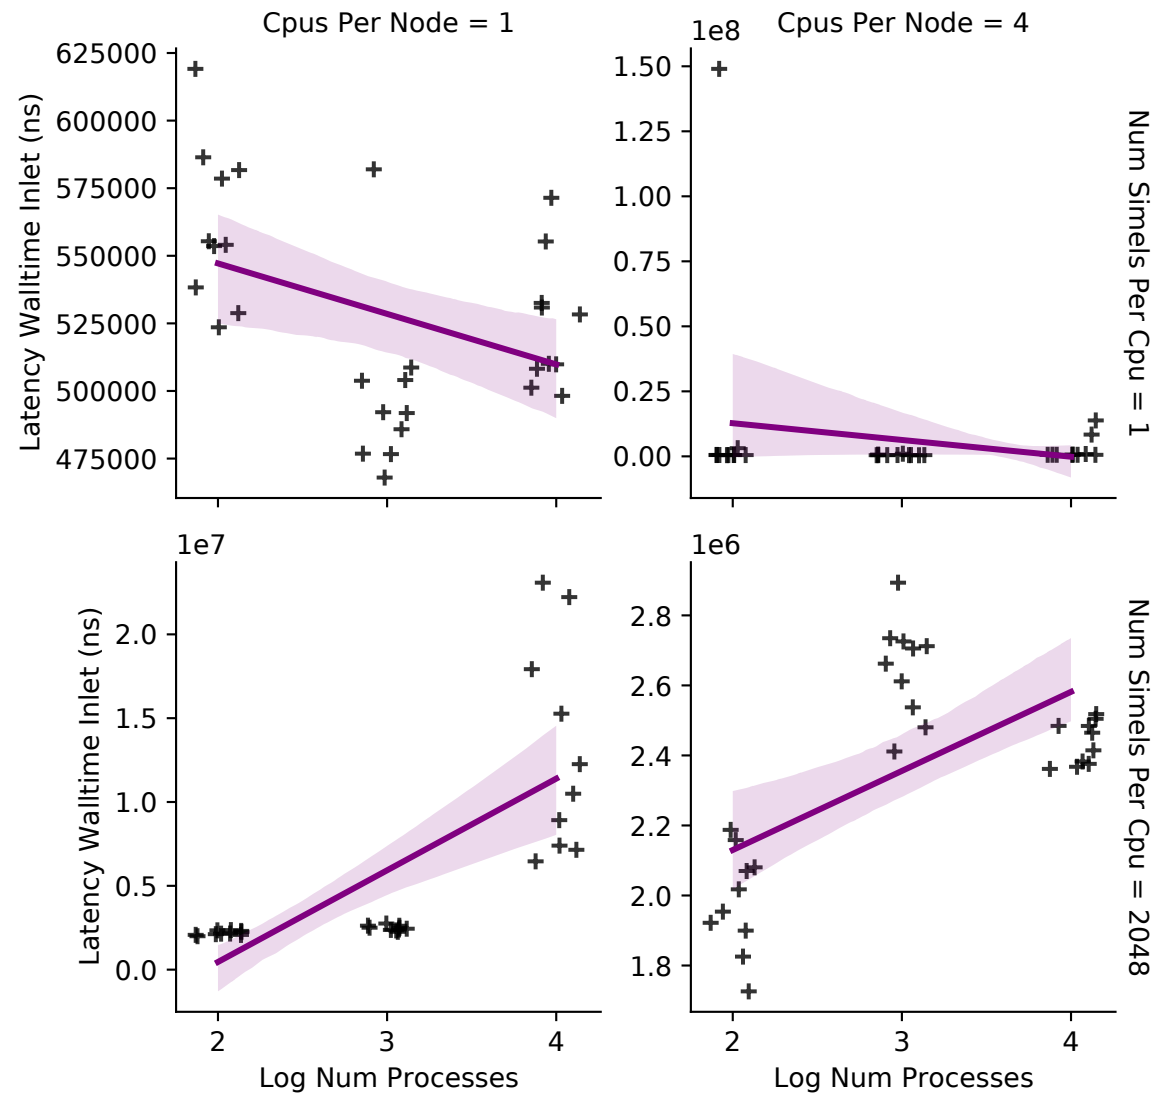 Cpus Per Node = 1
Cpus Per Node = 4
Latency Walltime Inlet (ns)
625000
600000
575000
550000
525000
500000
475000
1e8
1.50
1.25
1.00
0.75
0.50
0.25
0.00
Num Simels Per Cpu = 1
Latency Walltime Inlet (ns)
1e7
2.0
1.5
1.0
0.5
0.0
2
3
4
Log Num Processes
1e6
2.8
2.6
2.4
2.2
2.0
1.8
2
3
4
Log Num Processes
Num Simels Per Cpu = 2048